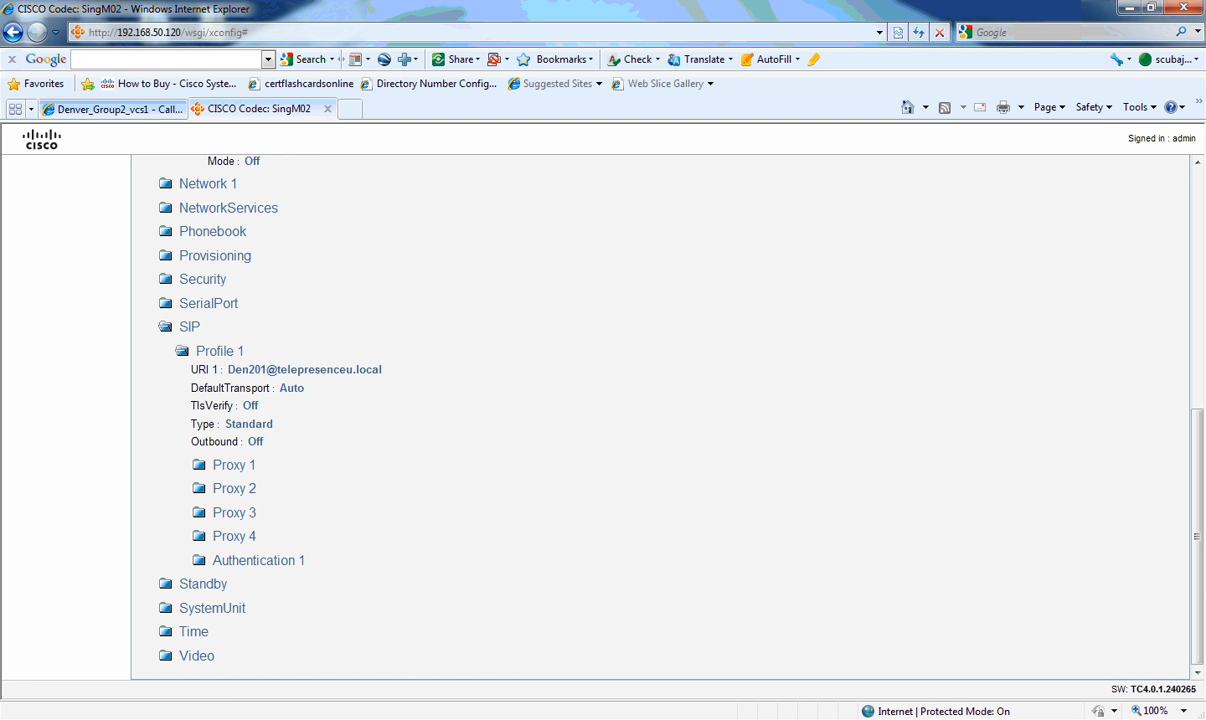 CISCO Codec: SingM02 - Windows Internet Explorer
http://192.168.50.120/wsgi/xconfig#
Google
x Google Search Share Bookmarks Check Translate AutoFill scubaj...
Favorites How to Buy - Cisco Syste... certflashcardsonline Directory Number Config... Suggested Sites Web Slice Gallery
Denver_Group2_vcs1 - Call... CISCO Codec: SingM02 x Page Safety Tools
CISCO
Signed in : admin
Mode : Off
Network 1
NetworkServices
Phonebook
Provisioning
Security
SerialPort
SIP
Profile 1
URI 1 : Den201@telepresenceu.local
DefaultTransport : Auto
TlsVerify : Off
Type : Standard
Outbound : Off
Proxy 1
Proxy 2
Proxy 3
Proxy 4
Authentication 1
Standby
SystemUnit
Time
Video
SW: TC4.0.1.240265
Internet | Protected Mode: On 100%